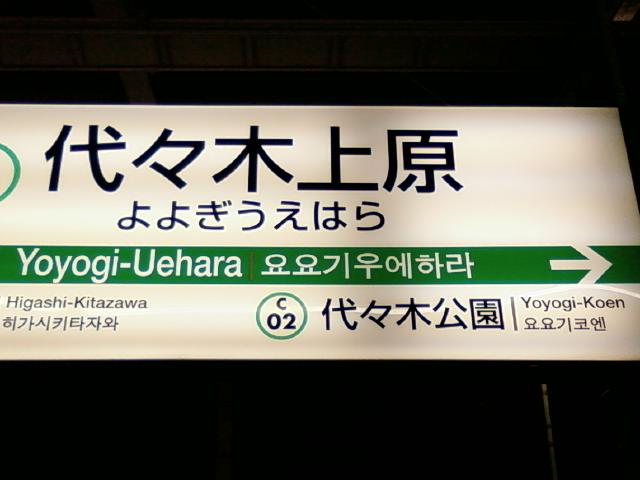 代々木上原
よよぎうえはら
Yoyogi-Uehara 요요기우에하라
Higashi-Kitazawa
히가시키타자와
C
02
代々木公園
Yoyogi-Koen
요요기코엔